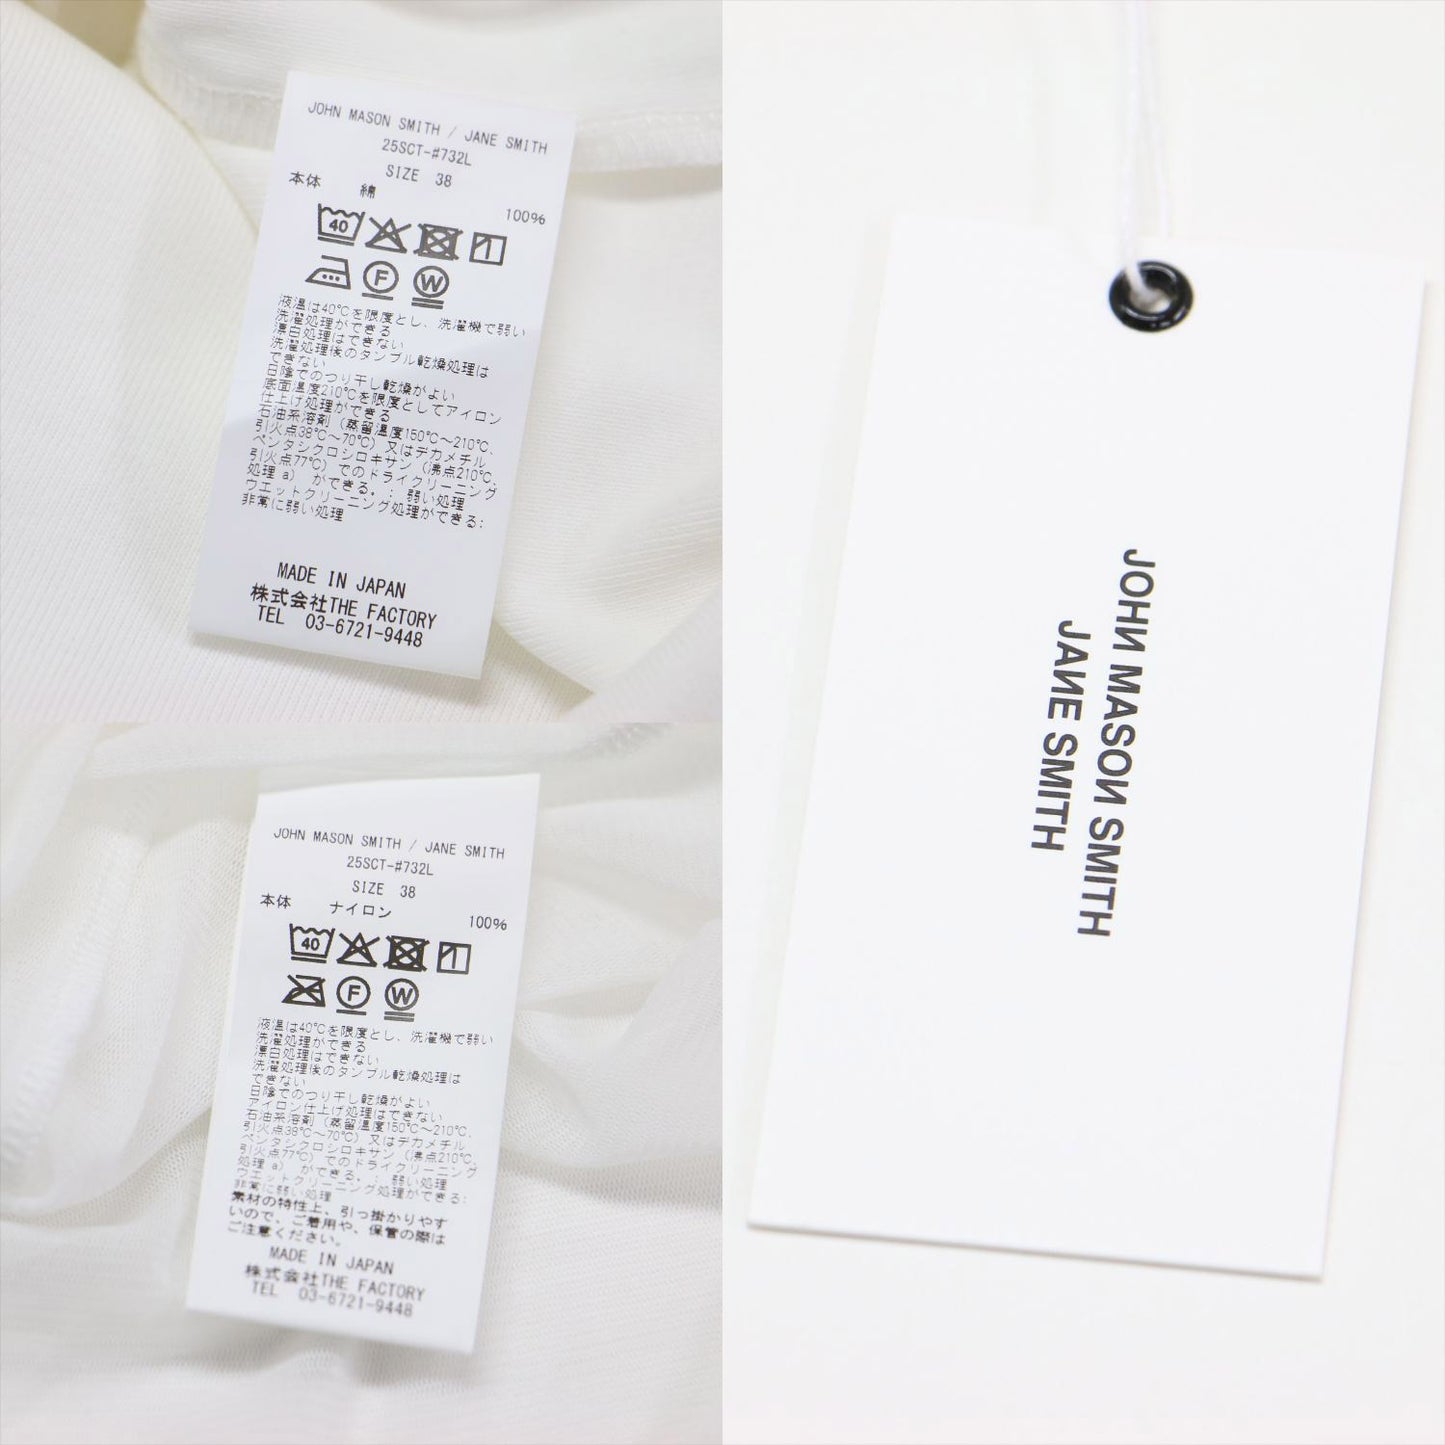 JOHN MASON SMITH / JANE SMITH
25SCT-#732L
SIZE 38
本体 綿 100%
40
F W
液温は40℃を限度とし、洗濯機で弱い
洗濯処理ができる
漂白処理はできない
洗濯処理後のタンブル乾燥処理は
できない
日陰でのつり干し乾燥がよい
底面温度210℃を限度としてアイロン
仕上げ処理ができる
石油系溶剤（蒸留温度150℃～210℃、
引火点38℃～70℃）又はデカメチル
ペンタシクロシロキサン（沸点210℃、
引火点77℃）でのドライクリーニング
処理 a） ができる。: 弱い処理
ウエットクリーニング処理ができる:
非常に弱い処理
MADE IN JAPAN
株式会社THE FACTORY
TEL 03-6721-9448
JOHN MASON SMITH / JANE SMITH
25SCT-#732L
SIZE 38
本体 ナイロン 100%
40
F W
液温は40℃を限度とし、洗濯機で弱い
洗濯処理ができる
漂白処理はできない
洗濯処理後のタンブル乾燥処理は
できない
日陰でのつり干し乾燥がよい
アイロン仕上げ処理はできない
石油系溶剤（蒸留温度150℃～210℃、
引火点38℃～70℃）又はデカメチル
ペンタシクロシロキサン（沸点210℃、
引火点77℃）でのドライクリーニング
処理 a） ができる。: 弱い処理
ウエットクリーニング処理ができる:
非常に弱い処理
素材の特性上、引っ掛かりやす
いので、ご着用や、保管の際は
ご注意ください。
MADE IN JAPAN
株式会社THE FACTORY
TEL 03-6721-9448
JOHN MASON SMITH
JANE SMITH